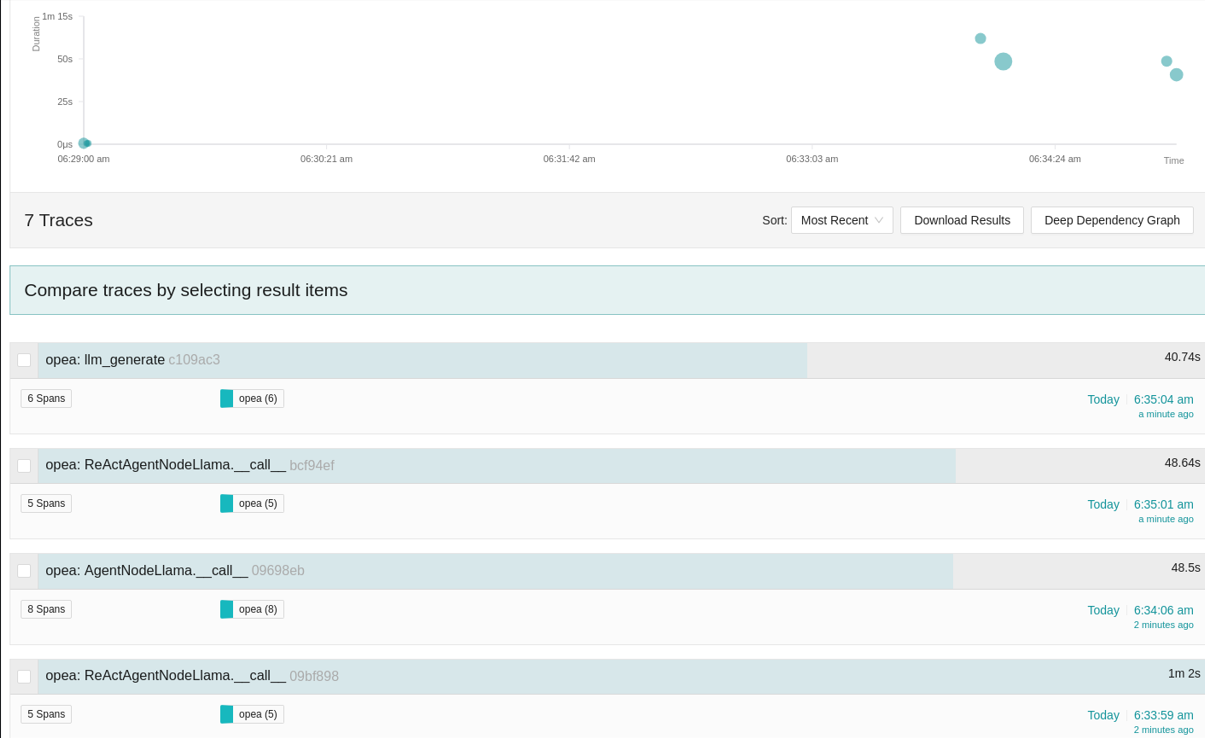 Duration
1m 15s
50s
25s
0μs
06:29:00 am
06:30:21 am
06:31:42 am
06:33:03 am
06:34:24 am
Time
7 Traces
Sort: Most Recent
Download Results
Deep Dependency Graph
Compare traces by selecting result items
opea: llm_generate c109ac3
40.74s
6 Spans
opea (6)
Today
6:35:04 am
a minute ago
opea: ReActAgentNodeLlama.__call__ bcf94ef
48.64s
5 Spans
opea (5)
Today
6:35:01 am
a minute ago
opea: AgentNodeLlama.__call__ 09698eb
48.5s
8 Spans
opea (8)
Today
6:34:06 am
2 minutes ago
opea: ReActAgentNodeLlama.__call__ 09bf898
1m 2s
5 Spans
opea (5)
Today
6:33:59 am
2 minutes ago